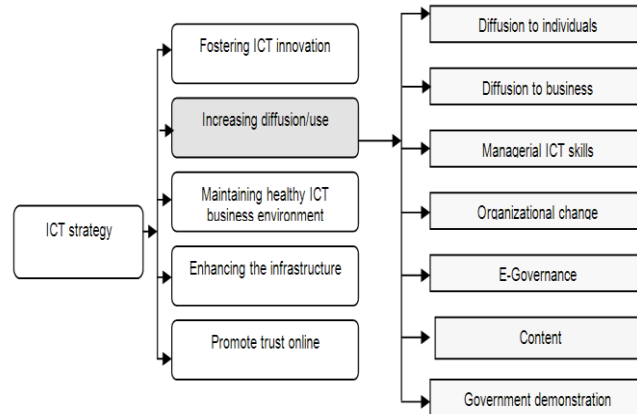 ICT strategy
Fostering ICT innovation
Increasing diffusion/use
Maintaining healthy ICT
business environment
Enhancing the infrastructure
Promote trust online
Diffusion to individuals
Diffusion to business
Managerial ICT skills
Organizational change
E-Governance
Content
Government demonstration